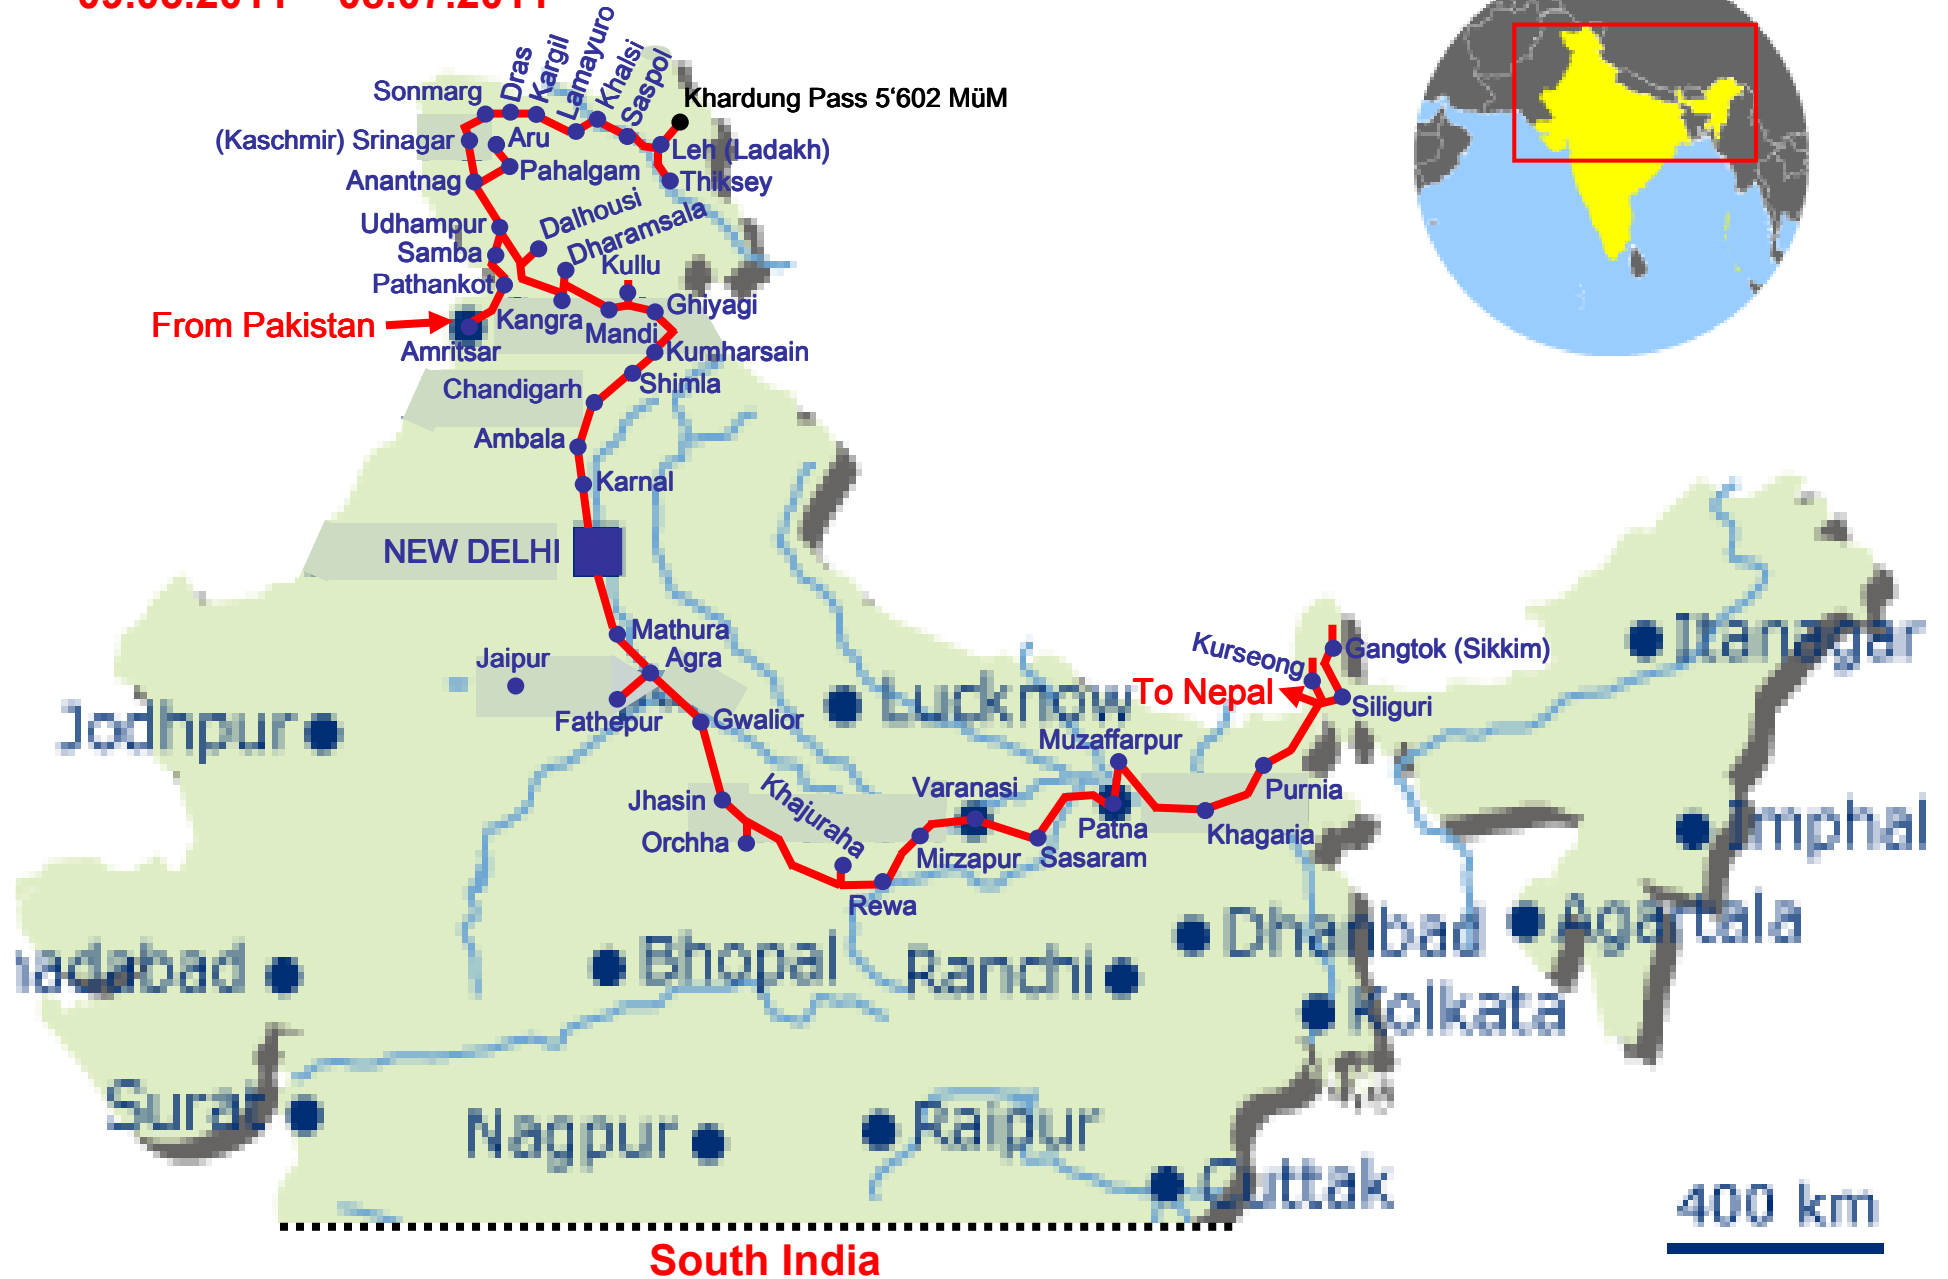 Dras
Kargil
Lamayuro
Khalsi
Saspol
Sonmarg
Khardung Pass 5‘602 MüM
(Kaschmir) Srinagar
Aru
Leh (Ladakh)
Anantnag
Pahalgam
Thiksey
Udhampur
Dalhousi
Dharamsala
Samba
Kullu
Pathankot
Ghiyagi
From Pakistan
Kangra
Mandi
Amritsar
Kumharsain
Chandigarh
Shimla
Ambala
Karnal
NEW DELHI
Mathura
Agra
Jaipur
Kurseong
Gangtok (Sikkim)
Itanagar
Jodhpur
Fathepur
Gwalior
Lucknow
To Nepal
Siliguri
Muzaffarpur
Jhasin
Khajuraha
Varanasi
Purnia
Patna
Khagaria
Imphal
Orchha
Mirzapur
Sasaram
Rewa
Dhanbad
Agartala
Bhopal
Ranchi
Kolkata
Surat
Nagpur
Raipur
Cuttak
400 km
South India